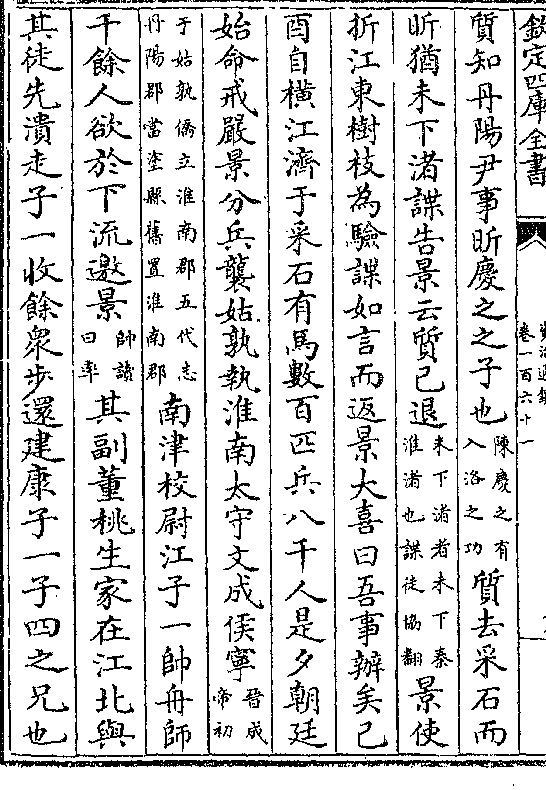 欽定四庫全書
資治通鑑
卷一百六十一
質知丹陽尹事昕慶之之子也陳慶之有入洛之功質去采石而
昕猶未下渚諜告景云質已退未下渚者未下秦淮渚也諜徒協翻景使
折江東樹枝為驗諜如言而返景大喜曰吾事辦矣己
酉自横江濟于采石有馬數百匹兵八千人是夕朝廷
始命戒嚴景分兵襲姑孰執淮南太守文成侯寧晉成帝初
于姑孰僑立淮南郡五代志丹陽郡當塗縣舊置淮南郡南津校尉江子一帥舟師
千餘人欲於下流邀景帥讀曰率其副董桃生家在江北與
其徒先潰走子一收餘衆步還建康子一子四之兄也